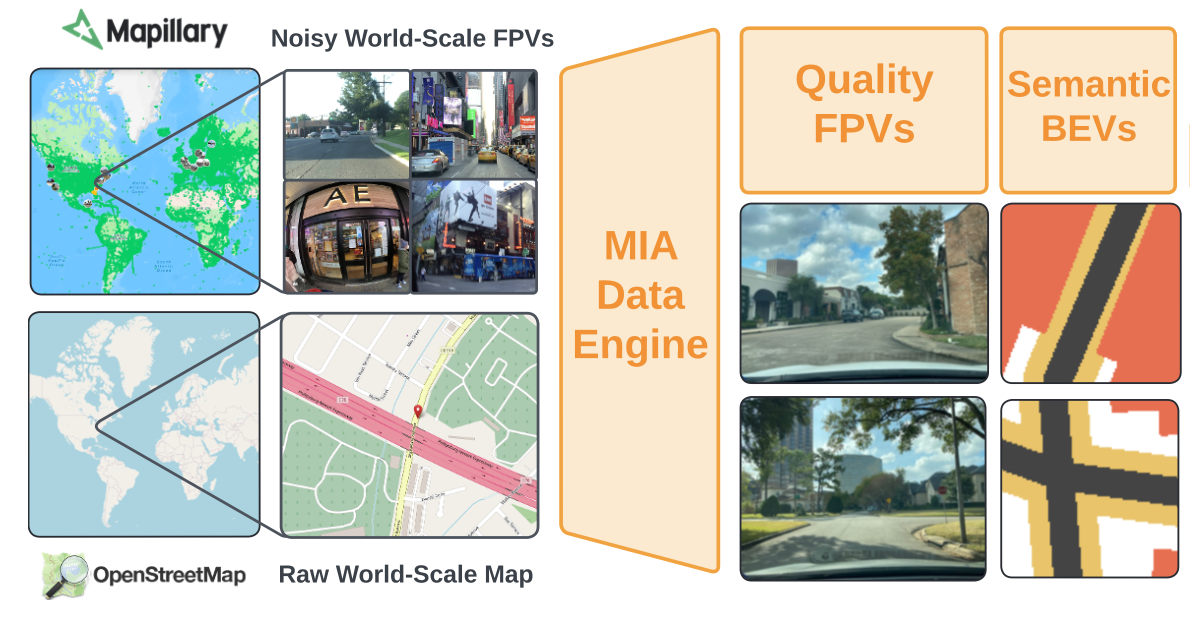 Mapillary
Noisy World-Scale FPVs
AE
MIA
Data
Engine
Quality
FPVs
Semantic
BEVs
OpenStreetMap
Raw World-Scale Map